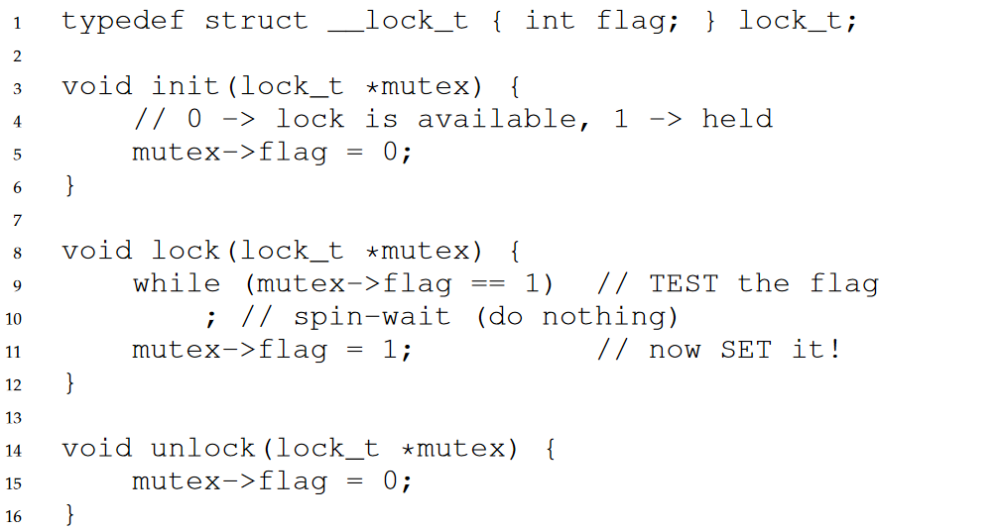 1 typedef struct __lock_t { int flag; } lock_t;
2
3 void init(lock_t *mutex) {
4     // 0 -> lock is available, 1 -> held
5     mutex->flag = 0;
6 }
7
8 void lock(lock_t *mutex) {
9     while (mutex->flag == 1)  // TEST the flag
10         ; // spin-wait (do nothing)
11     mutex->flag = 1;          // now SET it!
12 }
13
14 void unlock(lock_t *mutex) {
15     mutex->flag = 0;
16 }